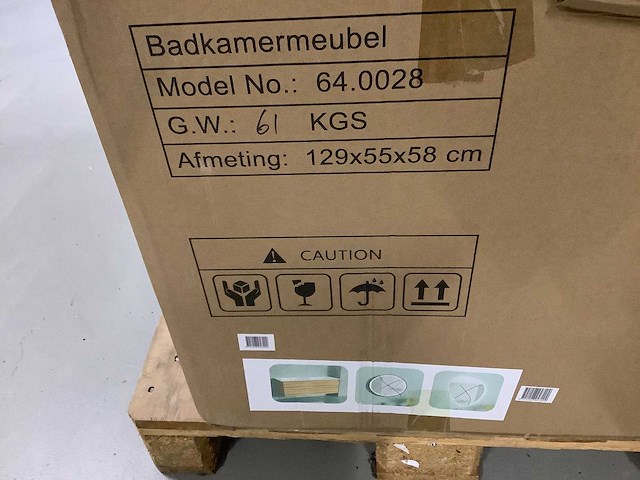 Badkamermeubel
Model No.: 64.0028
G.W.: 61 KGS
Afmeting: 129x55x58 cm
CAUTION